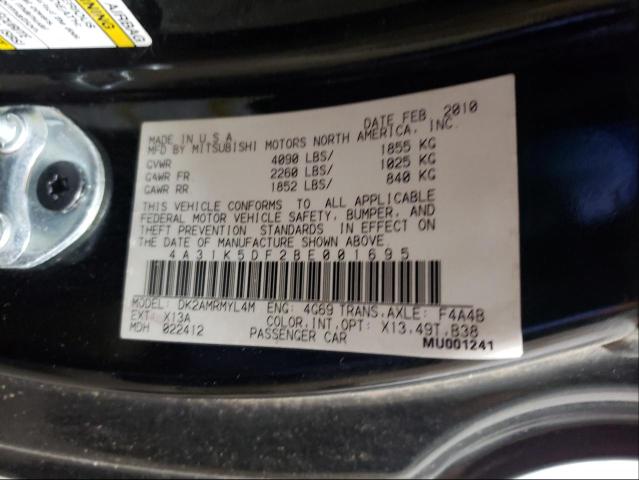 A/RBAG
WARNING
MADE IN U.S.A. DATE FEB 2010
MFD BY MITSUBISHI MOTORS NORTH AMERICA, INC.
GVWR 4090 LBS/ 1855 KG
GAWR FR 2260 LBS/ 1025 KG
GAWR RR 1852 LBS/ 840 KG
THIS VEHICLE CONFORMS TO ALL APPLICABLE
FEDERAL MOTOR VEHICLE SAFETY, BUMPER, AND
THEFT PREVENTION STANDARDS IN EFFECT ON
THE DATE OF MANUFACTURE SHOWN ABOVE.
4A31K5DF2BE001695
MODEL: DK2AMRMYL4M ENG: 4G69 TRANS.AXLE: F4A4B
EXT: X13A COLOR.INT.OPT: X13.49T.B38
MDH 022412 PASSENGER CAR MU001241